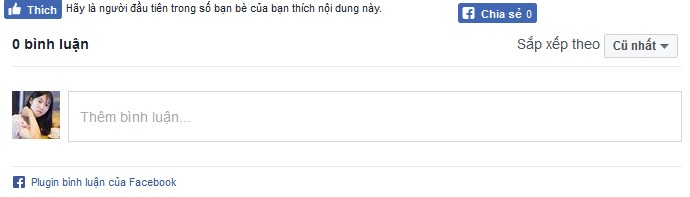 Thích Hãy là người đầu tiên trong số bạn bè của bạn thích nội dung này. Chia sẻ 0
0 bình luận Sắp xếp theo Cũ nhất
Thêm bình luận...
Plugin bình luận của Facebook